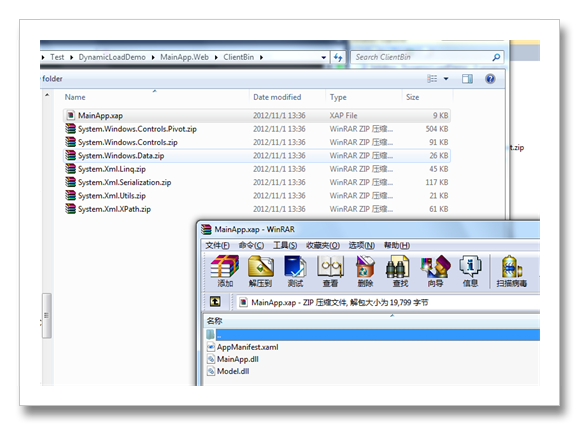 Test ▸ DynamicLoadDemo ▸ MainApp.Web ▸ ClientBin ▸ Search ClientBin
folder
Name Date modified Type Size
MainApp.xap 2012/11/1 13:36 XAP File 9 KB
System.Windows.Controls.Pivot.zip 2012/11/1 13:36 WinRAR ZIP 压缩... 504 KB
System.Windows.Controls.zip 2012/11/1 13:36 WinRAR ZIP 压缩... 91 KB
System.Windows.Data.zip 2012/11/1 13:36 WinRAR ZIP 压缩... 26 KB
System.Xml.Linq.zip 2012/11/1 13:36 WinRAR ZIP 压缩... 45 KB
System.Xml.Serialization.zip 2012/11/1 13:36 WinRAR ZIP 压缩... 117 KB
System.Xml.Utils.zip 2012/11/1 13:36 WinRAR ZIP 压缩... 21 KB
System.Xml.XPath.zip 2012/11/1 13:36 WinRAR ZIP 压缩... 61 KB
MainApp.xap - WinRAR
文件(F) 命令(C) 工具(S) 收藏夹(O) 选项(N) 帮助(H)
添加 解压到 测试 查看 删除 查找 向导 信息 扫描病毒
MainApp.xap - ZIP 压缩文件, 解包大小为 19,799 字节
名称
..
AppManifest.xaml
MainApp.dll
Model.dll